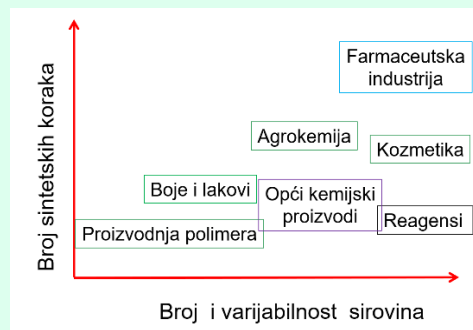 Broj sintetskih koraka
Farmaceutska
industrija
Agrokemija
Kozmetika
Boje i lakovi
Opći kemijski
proizvodi
Reagensi
Proizvodnja polimera
Broj i varijabilnost sirovina